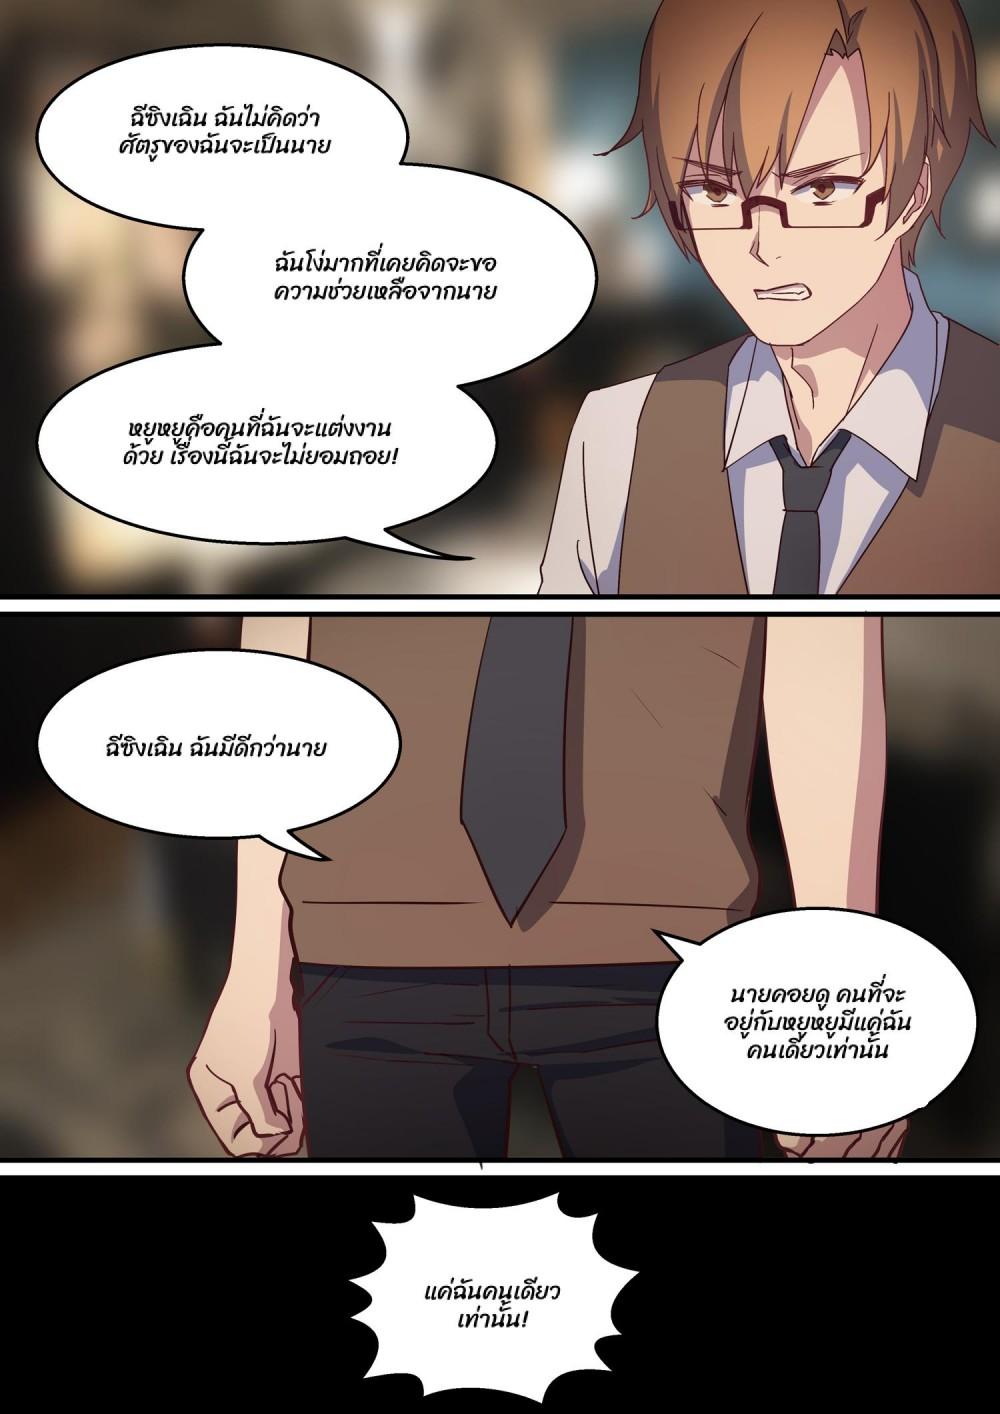 ฉีซิงเฉิน ฉันไม่คิดว่า
ศัตรูของฉันจะเป็นนาย
ฉันโง่มากที่เคยคิดจะขอ
ความช่วยเหลือจากนาย
หยูหยูคือคนที่ฉันจะแต่งงาน
ด้วย เรื่องนี้ฉันจะไม่ยอมถอย!
ฉีซิงเฉิน ฉันมีดีกว่านาย
นายคอยดู คนที่จะ
อยู่กับหยูหยูมีแค่ฉัน
คนเดียวเท่านั้น
แค่ฉันคนเดียว
เท่านั้น!